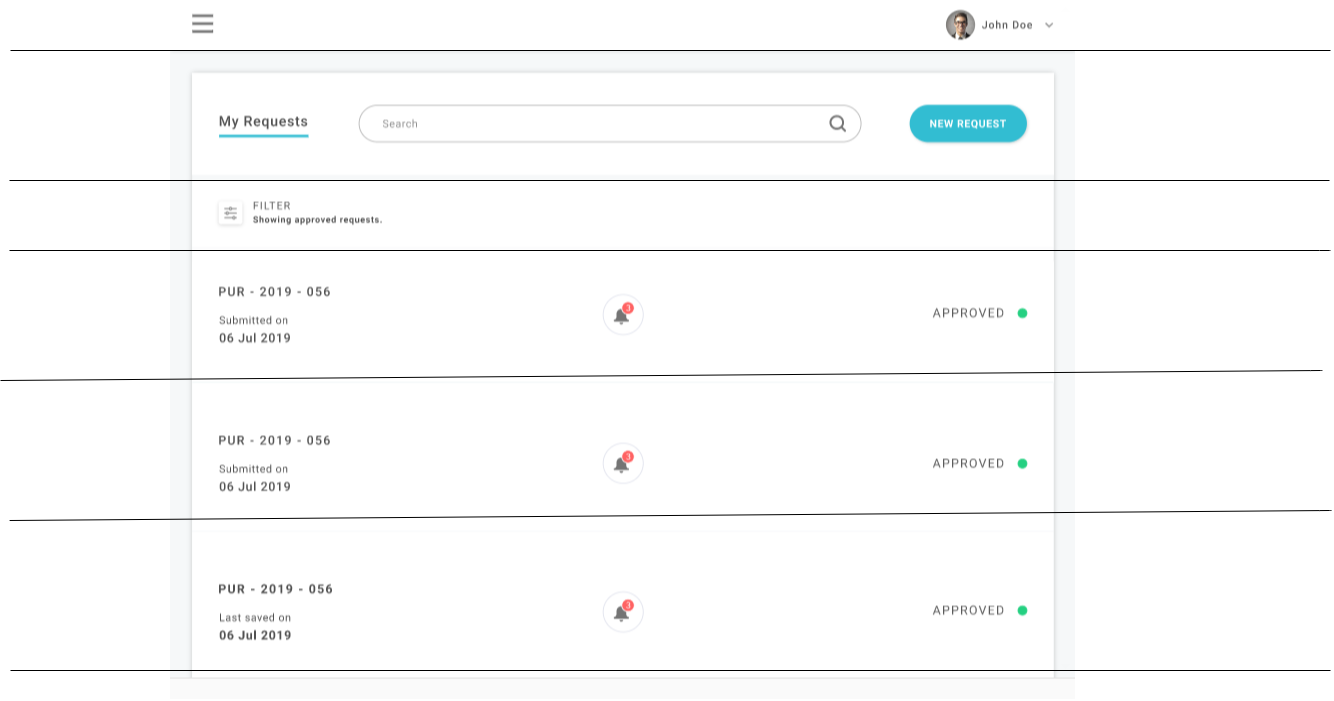 John Doe
My Requests
Search
NEW REQUEST
FILTER
Showing approved requests.
PUR - 2019 - 056
Submitted on
06 Jul 2019
3
APPROVED
PUR - 2019 - 056
Submitted on
06 Jul 2019
3
APPROVED
PUR - 2019 - 056
Last saved on
06 Jul 2019
3
APPROVED